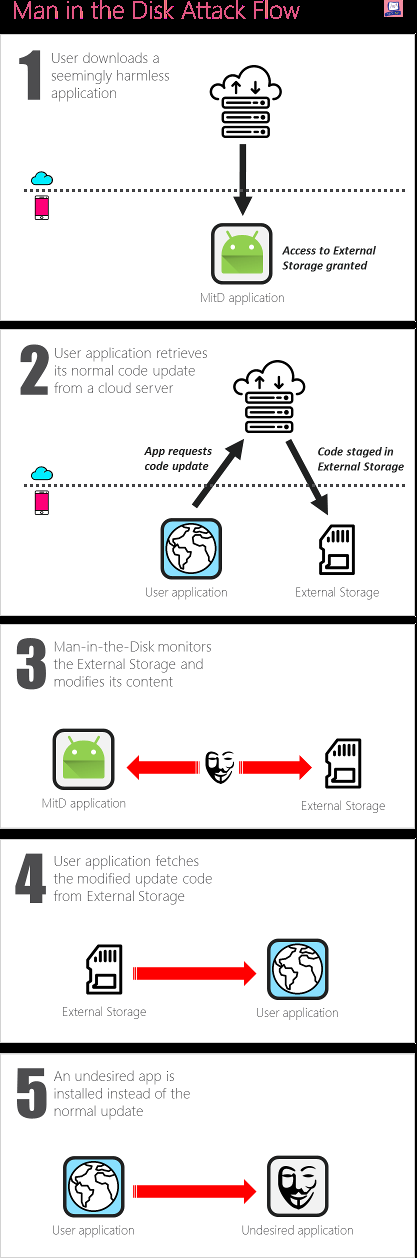 Man in the Disk Attack Flow
1
User downloads a
seemingly harmless
application
Access to External
Storage granted
MitD application
2
User application retrieves
its normal code update
from a cloud server
App requests
code update
Code staged in
External Storage
User application
External Storage
3
Man-in-the-Disk monitors
the External Storage and
modifies its content
MitD application
External Storage
4
User application fetches
the modified update code
from External Storage
External Storage
User application
5
An undesired app is
installed instead of the
normal update
User application
Undesired application